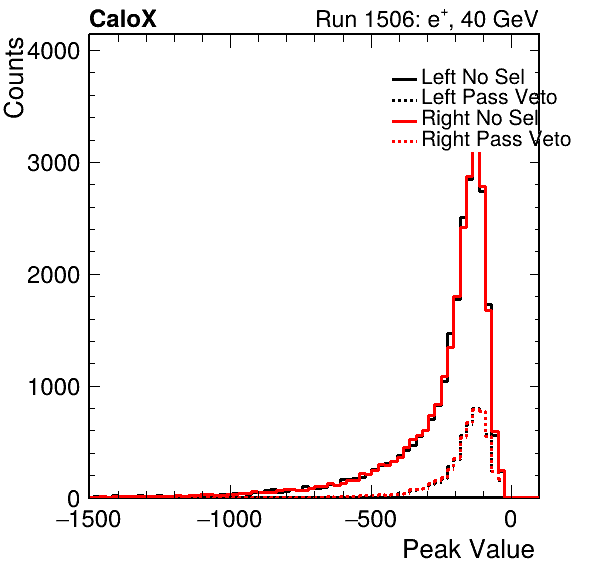 CaloX
Run 1506: e+, 40 GeV
Counts
4000
3000
2000
1000
0
Left No Sel
Left Pass Veto
Right No Sel
Right Pass Veto
−1500 −1000 −500 0
Peak Value